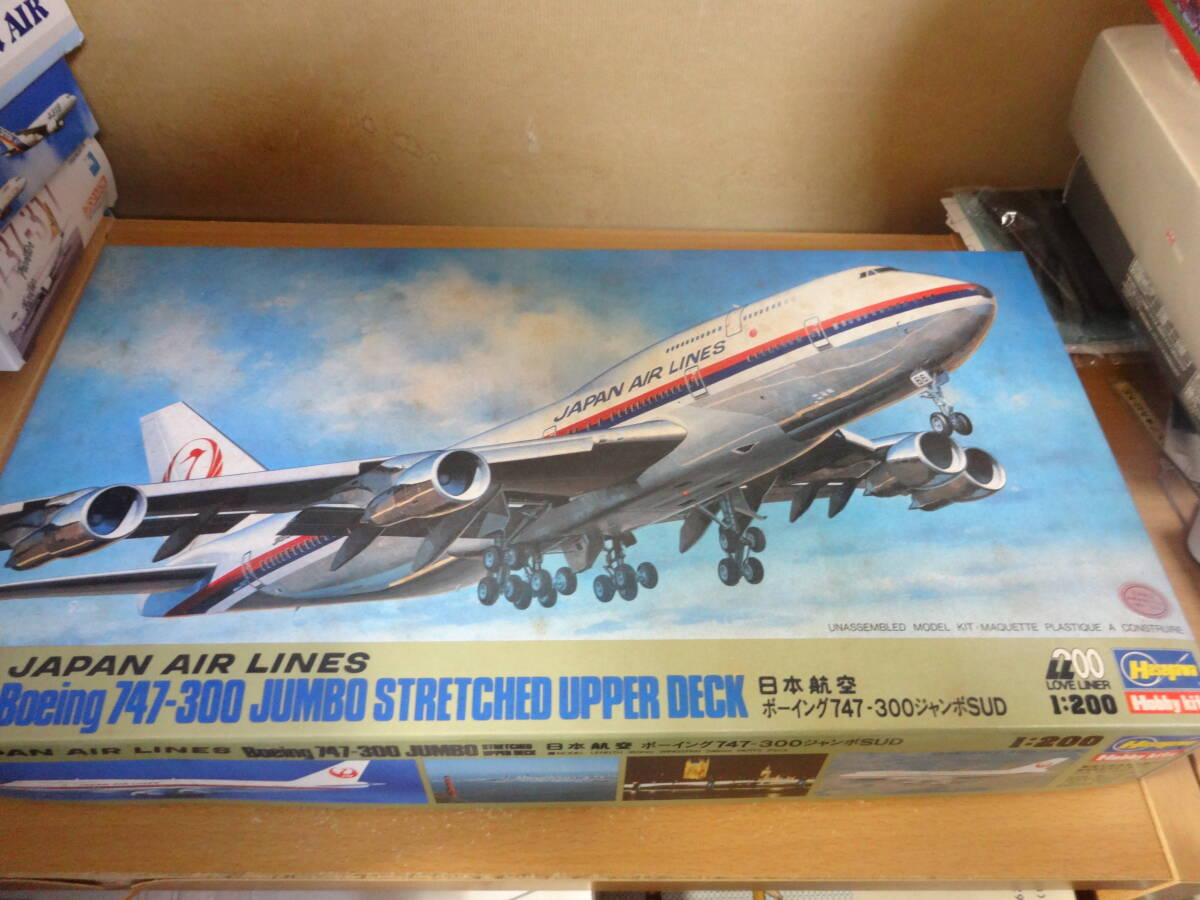 AIR
JAPAN AIR LINES
UNASSEMBLED MODEL KIT · MAQUETTE PLASTIQUE A CONSTRUIRE
JAPAN AIR LINES
Boeing 747-300 JUMBO STRETCHED UPPER DECK
日本航空
ボーイング747-300ジャンボSUD
200
LOVE LINER
1:200
Hasegawa
Hobby kit
PAN AIR LINES Boeing 747-300 JUMBO STRETCHED UPPER DECK 日本航空 ボーイング747-300ジャンボSUD 1:200
Hasegawa
Hobby kit